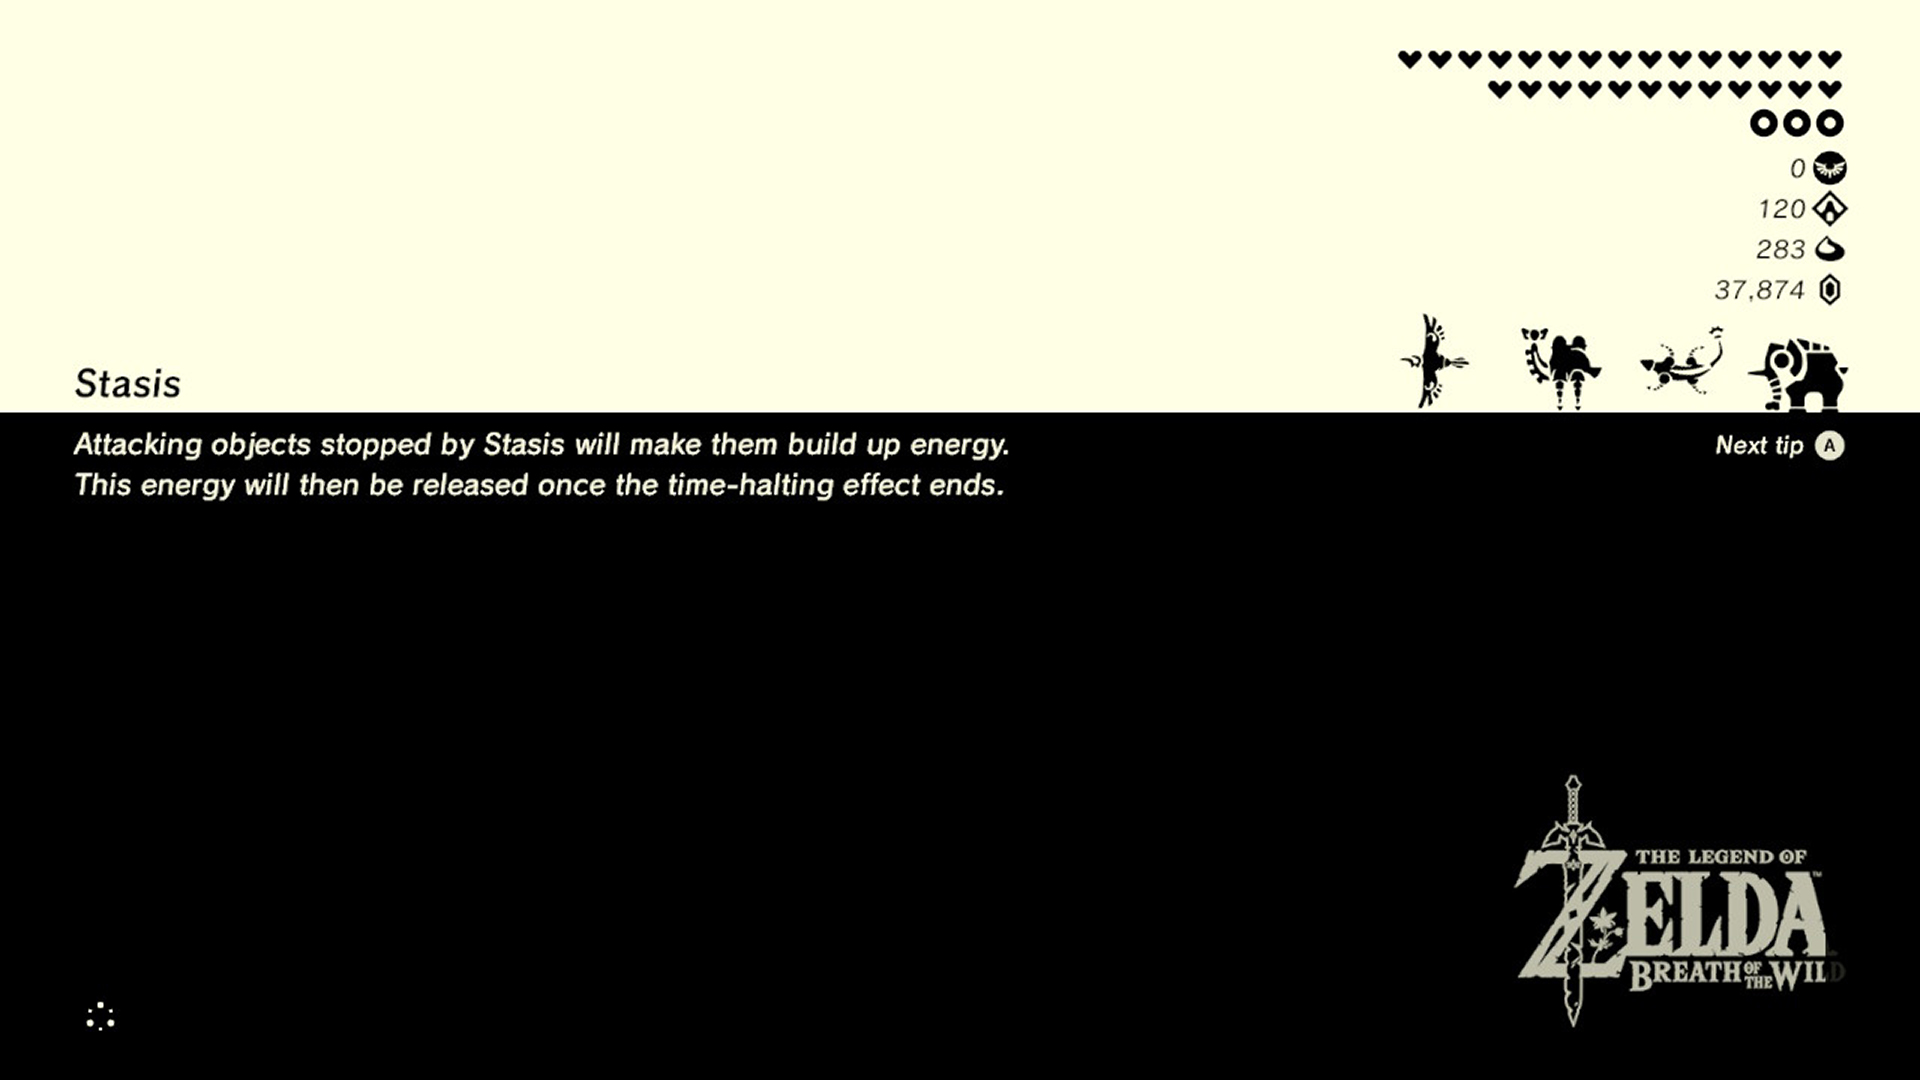 0
120
283
37,874
Stasis
Attacking objects stopped by Stasis will make them build up energy.
This energy will then be released once the time-halting effect ends.
Next tip A
THE LEGEND OF
ZELDA™
BREATH OF THE WILD